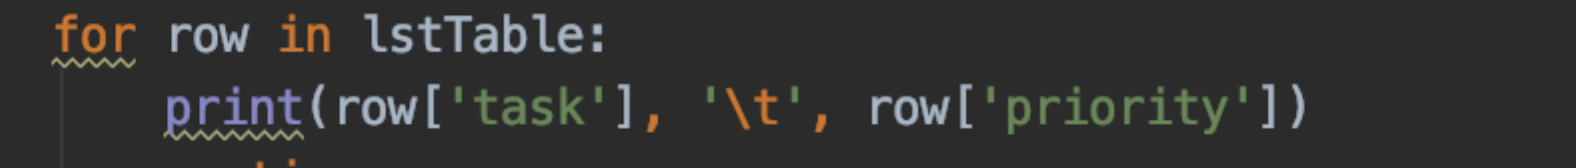 for row in lstTable:
print(row['task'], '\t', row['priority'])